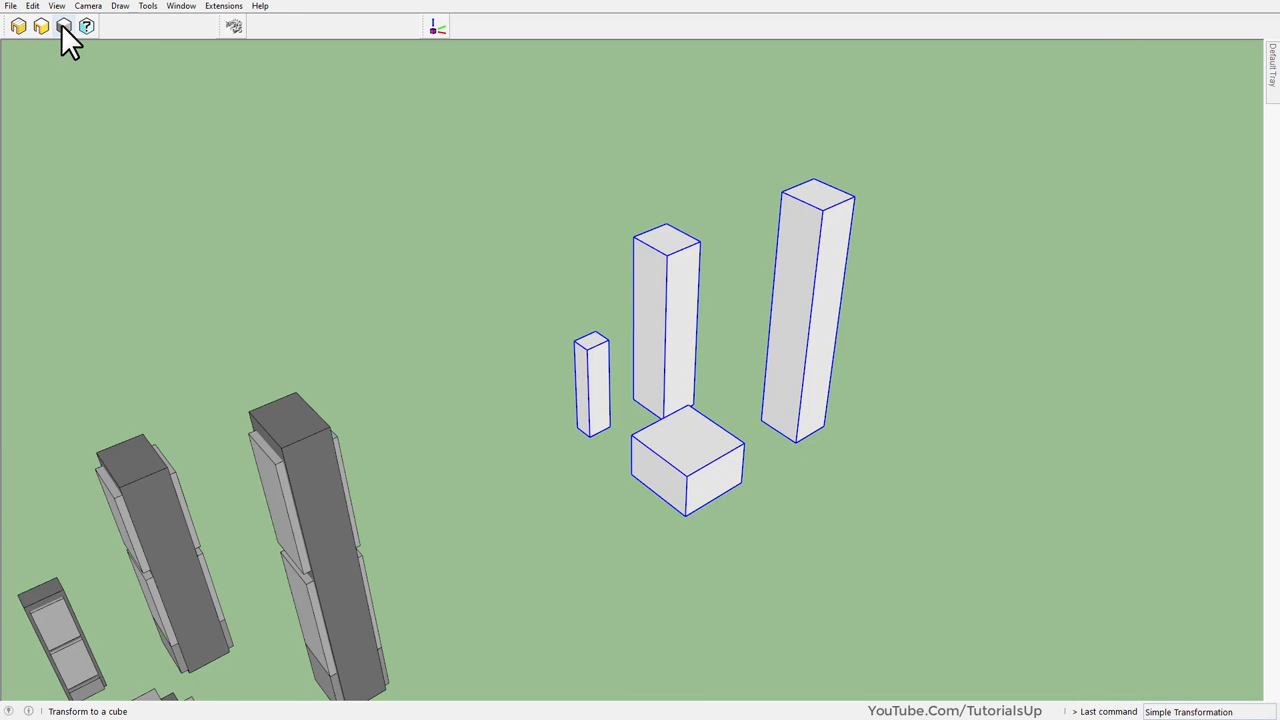 File Edit View Camera Draw Tools Window Extensions Help
Default Tray
Transform to a cube
YouTube.Com/TutorialsUp
> Last command
Simple Transformation